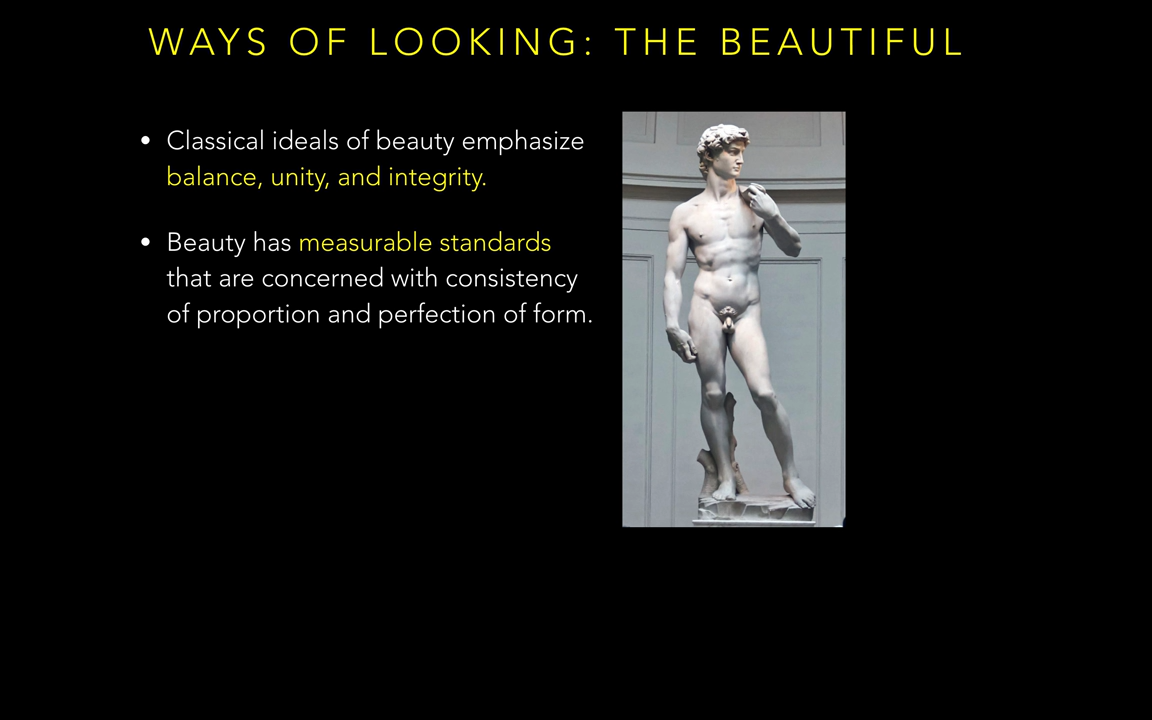 WAYS OF LOOKING: THE BEAUTIFUL
• Classical ideals of beauty emphasize
balance, unity, and integrity.
• Beauty has measurable standards
that are concerned with consistency
of proportion and perfection of form.